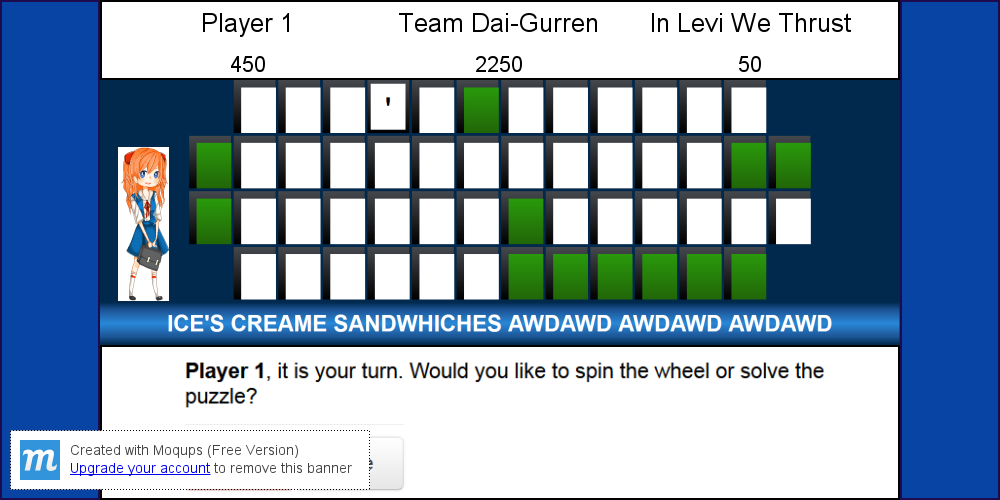 Player 1 Team Dai-Gurren In Levi We Thrust
450 2250 50
'
ICE'S CREAME SANDWHICHES AWDAWD AWDAWD AWDAWD
Player 1, it is your turn. Would you like to spin the wheel or solve the
puzzle?
m Created with Moqups (Free Version)
Upgrade your account to remove this banner